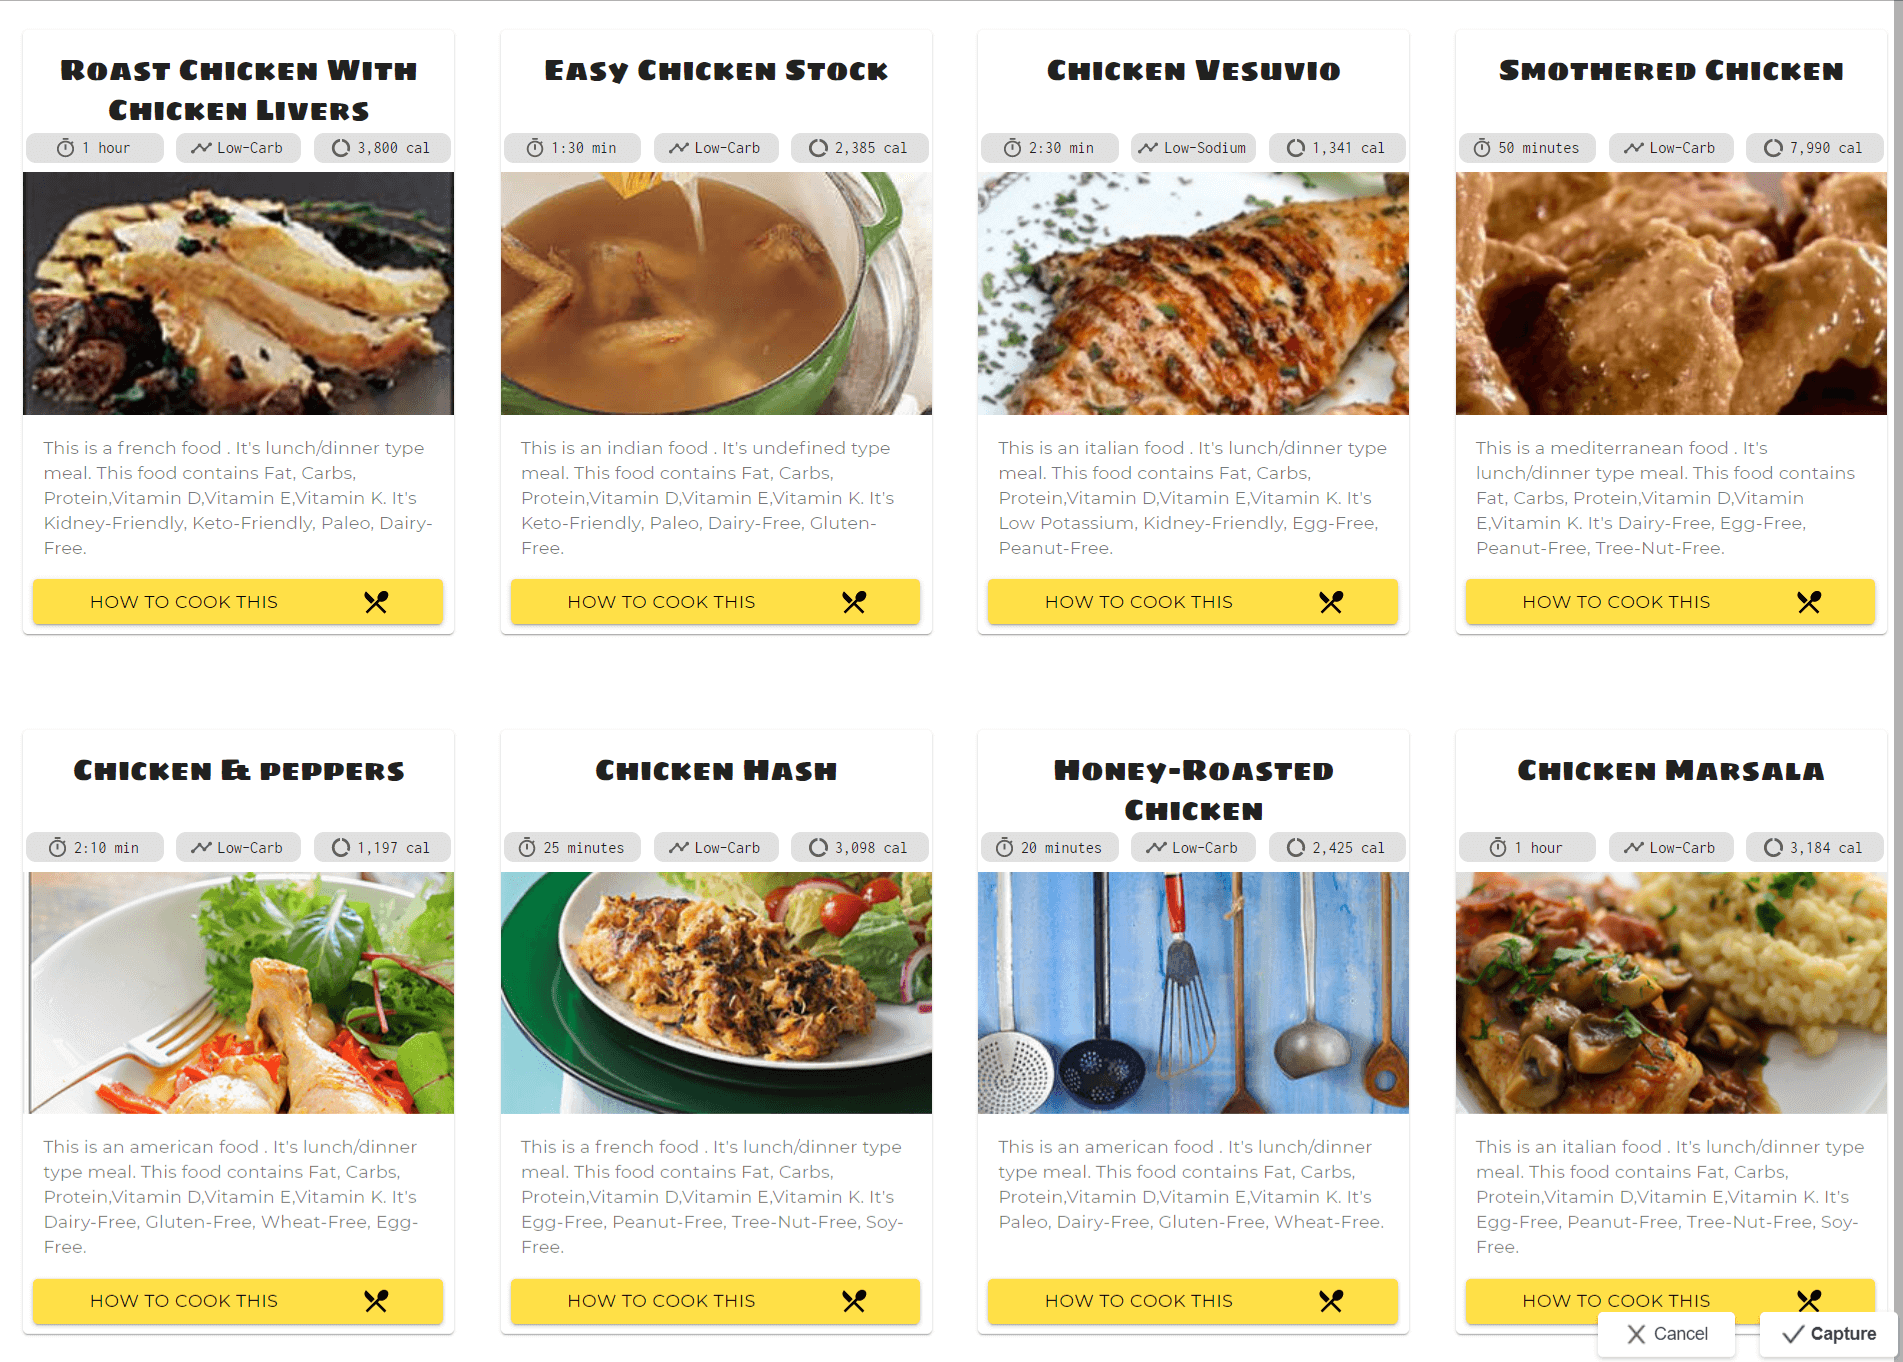 Roast Chicken With
Chicken Livers
1 hour
Low-Carb
3,800 cal
This is a french food . It's lunch/dinner type
meal. This food contains Fat, Carbs,
Protein,Vitamin D,Vitamin E,Vitamin K. It's
Kidney-Friendly, Keto-Friendly, Paleo, Dairy-
Free.
HOW TO COOK THIS
Easy Chicken Stock
1:30 min
Low-Carb
2,385 cal
This is an indian food . It's undefined type
meal. This food contains Fat, Carbs,
Protein,Vitamin D,Vitamin E,Vitamin K. It's
Keto-Friendly, Paleo, Dairy-Free, Gluten-
Free.
HOW TO COOK THIS
Chicken Vesuvio
2:30 min
Low-Sodium
1,341 cal
This is an italian food . It's lunch/dinner type
meal. This food contains Fat, Carbs,
Protein,Vitamin D,Vitamin E,Vitamin K. It's
Low Potassium, Kidney-Friendly, Egg-Free,
Peanut-Free.
HOW TO COOK THIS
Smothered Chicken
50 minutes
Low-Carb
7,990 cal
This is a mediterranean food . It's
lunch/dinner type meal. This food contains
Fat, Carbs, Protein,Vitamin D,Vitamin
E,Vitamin K. It's Dairy-Free, Egg-Free,
Peanut-Free, Tree-Nut-Free.
HOW TO COOK THIS
Chicken & peppers
2:10 min
Low-Carb
1,197 cal
This is an american food . It's lunch/dinner
type meal. This food contains Fat, Carbs,
Protein,Vitamin D,Vitamin E,Vitamin K. It's
Dairy-Free, Gluten-Free, Wheat-Free, Egg-
Free.
HOW TO COOK THIS
Chicken Hash
25 minutes
Low-Carb
3,098 cal
This is a french food . It's lunch/dinner type
meal. This food contains Fat, Carbs,
Protein,Vitamin D,Vitamin E,Vitamin K. It's
Egg-Free, Peanut-Free, Tree-Nut-Free, Soy-
Free.
HOW TO COOK THIS
Honey-Roasted
Chicken
20 minutes
Low-Carb
2,425 cal
This is an american food . It's lunch/dinner
type meal. This food contains Fat, Carbs,
Protein,Vitamin D,Vitamin E,Vitamin K. It's
Paleo, Dairy-Free, Gluten-Free, Wheat-Free.
HOW TO COOK THIS
Chicken Marsala
1 hour
Low-Carb
3,184 cal
This is an italian food . It's lunch/dinner type
meal. This food contains Fat, Carbs,
Protein,Vitamin D,Vitamin E,Vitamin K. It's
Egg-Free, Peanut-Free, Tree-Nut-Free, Soy-
Free.
HOW TO COOK THIS
Cancel
Capture